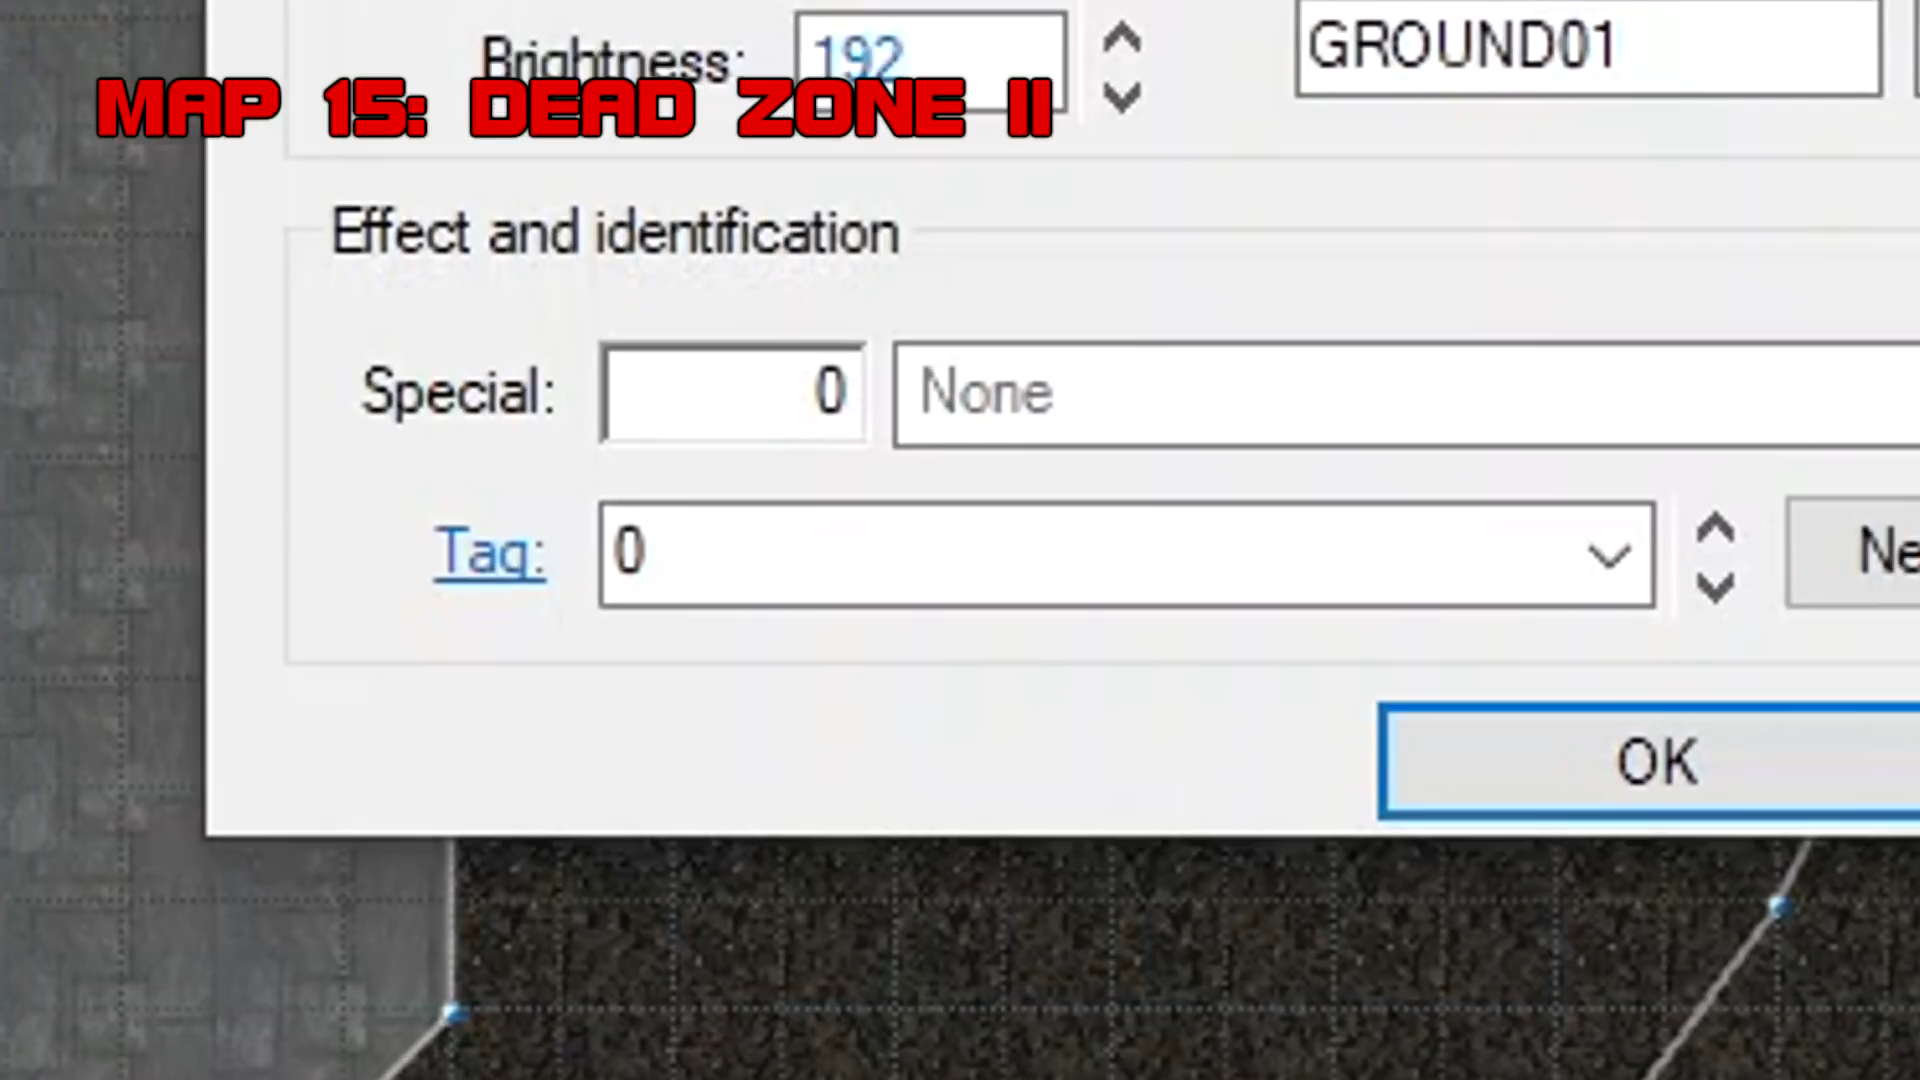 Brightness: 192
GROUND01
MAP 15: DEAD ZONE II
Effect and identification
Special: 0 None
Tag: 0
OK